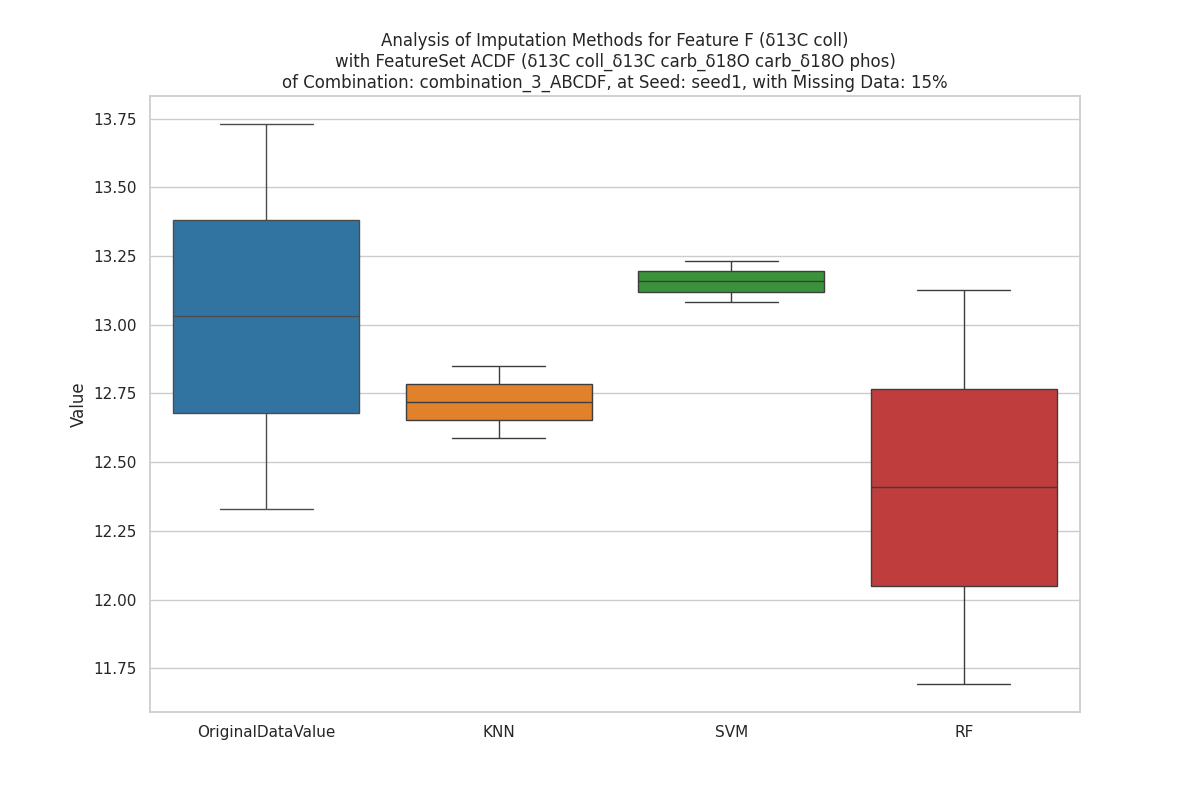 Analysis of Imputation Methods for Feature F (δ13C coll)
with FeatureSet ACDF (δ13C coll_δ13C carb_δ18O carb_δ18O phos)
of Combination: combination_3_ABCDF, at Seed: seed1, with Missing Data: 15%
13.75
13.50
13.25
13.00
12.75
12.50
12.25
12.00
11.75
Value
OriginalDataValue
KNN
SVM
RF